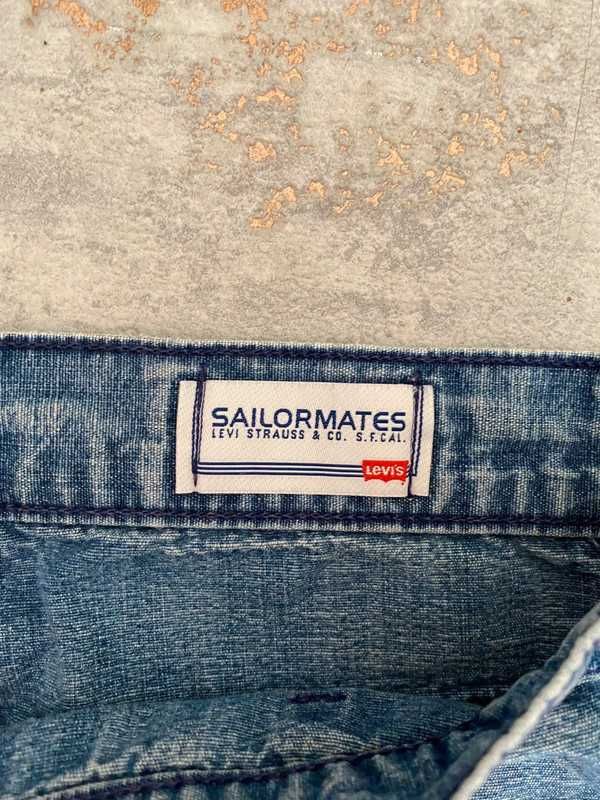 SAILORMATES
LEVI STRAUSS & CO. S.F.CAL.
Levi's